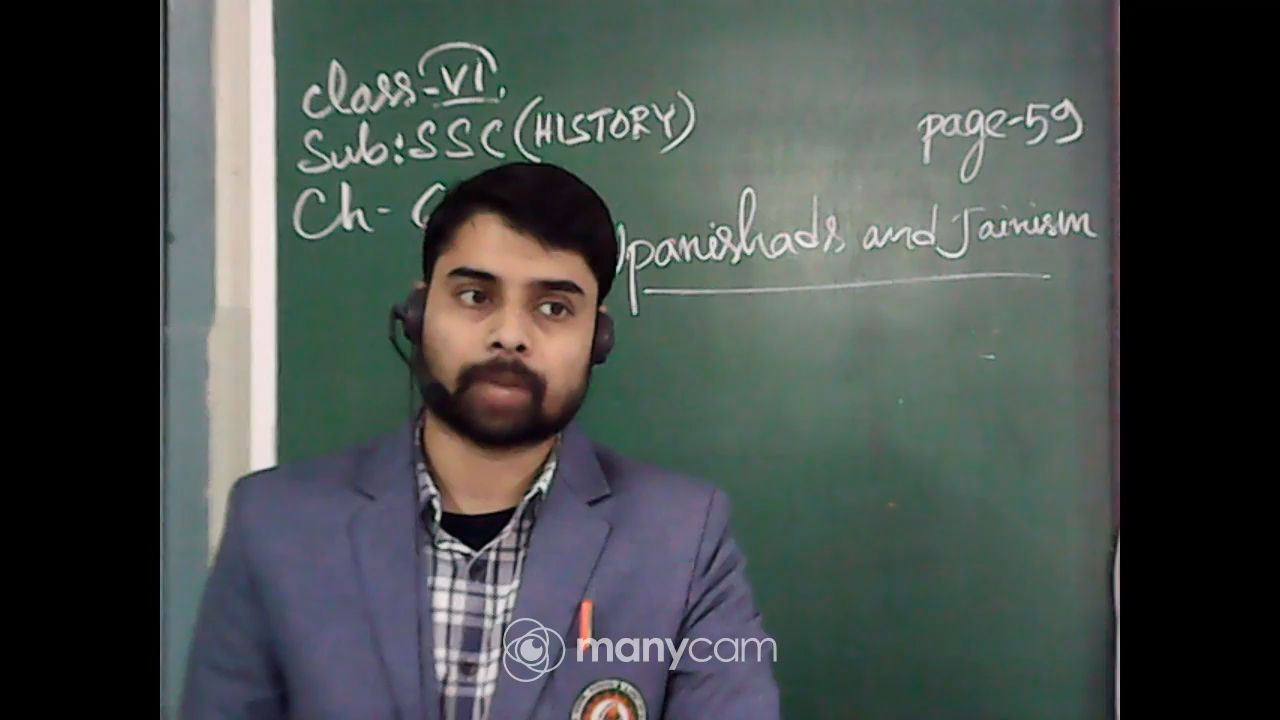 Class-VI.
Sub: SSC (HISTORY)
page-59
Ch-
Upanishads and Jainism
manycam